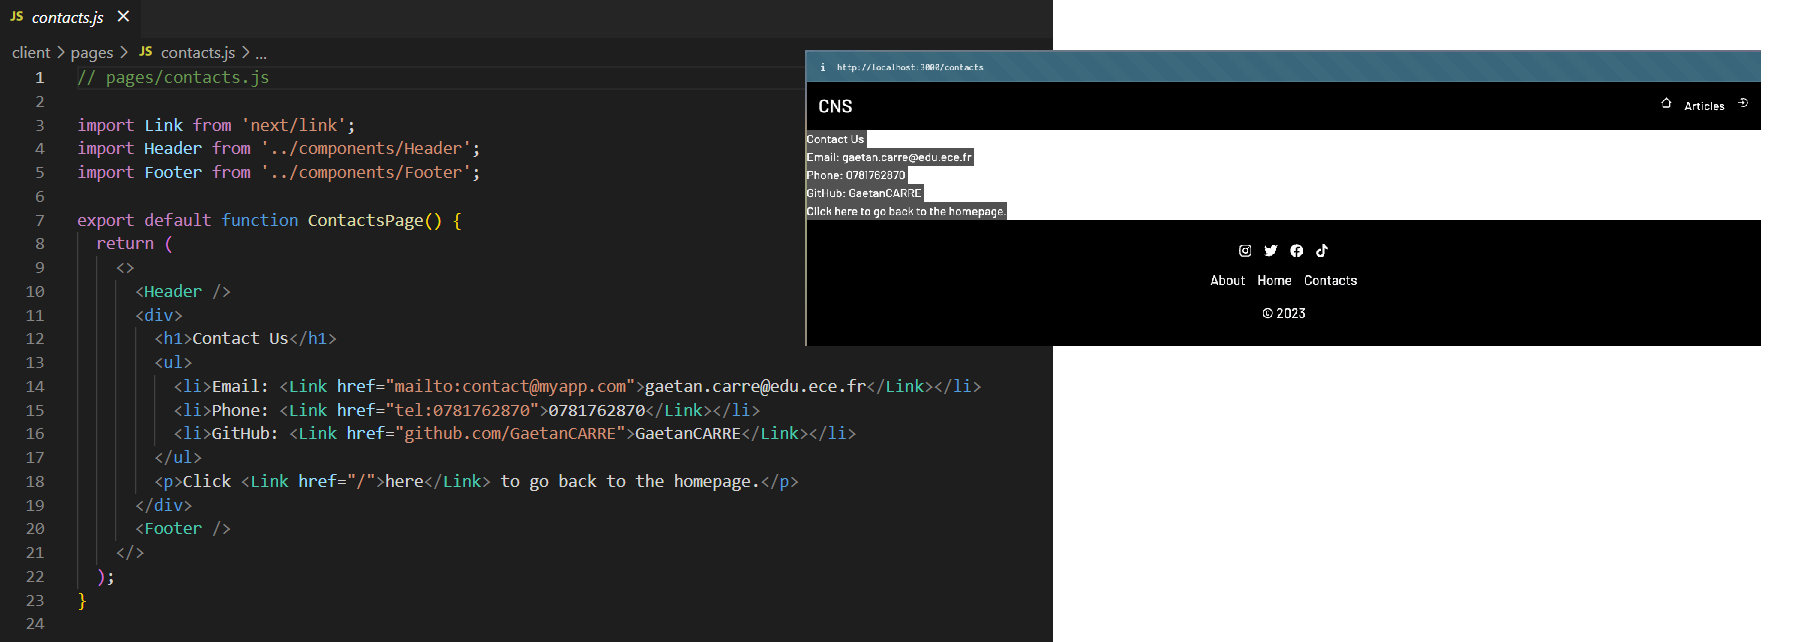 JS contacts.js ×
client > pages > JS contacts.js > ...
1 // pages/contacts.js
2
3 import Link from 'next/link';
4 import Header from '../components/Header';
5 import Footer from '../components/Footer';
6
7 export default function ContactsPage() {
8 return (
9 <>
10 <Header />
11 <div>
12 <h1>Contact Us</h1>
13 <ul>
14 <li>Email: <Link href="mailto:contact@myapp.com">gaetan.carre@edu.ece.fr</Link></li>
15 <li>Phone: <Link href="tel:0781762870">0781762870</Link></li>
16 <li>GitHub: <Link href="github.com/GaetanCARRE">GaetanCARRE</Link></li>
17 </ul>
18 <p>Click <Link href="/">here</Link> to go back to the homepage.</p>
19 </div>
20 <Footer />
21 </>
22 );
23 }
24
http://localhost:3000/contacts
CNS Articles
Contact Us
Email: gaetan.carre@edu.ece.fr
Phone: 0781762870
GitHub: GaetanCARRE
Click here to go back to the homepage.
About Home Contacts
© 2023